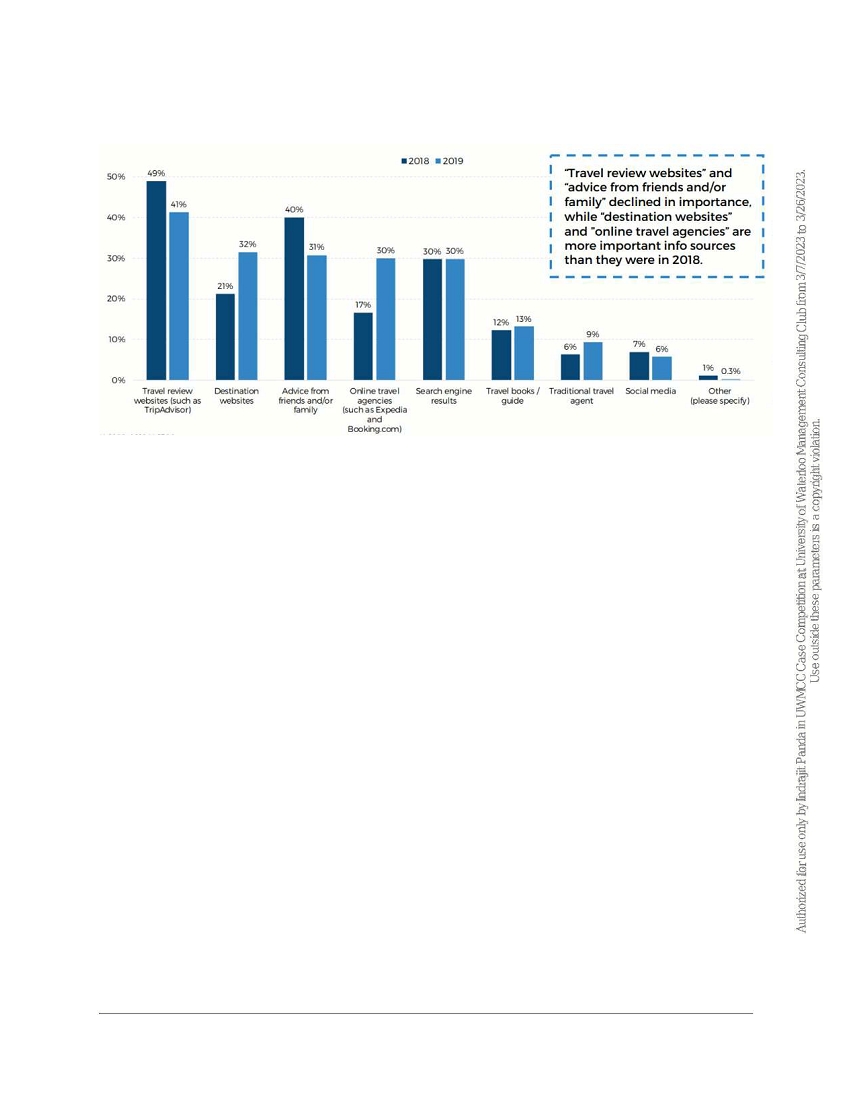 2018 2019
“Travel review websites” and
“advice from friends and/or
family” declined in importance,
while “destination websites”
and “online travel agencies” are
more important info sources
than they were in 2018.
50%
40%
30%
20%
10%
0%
49%
41%
21%
32%
40%
31%
17%
30%
30% 30%
12% 13%
6% 9%
7% 6%
1% 0.3%
Travel review
websites (such as
TripAdvisor)
Destination
websites
Advice from
friends and/or
family
Online travel
agencies
(such as Expedia
and
Booking.com)
Search engine
results
Travel books /
guide
Traditional travel
agent
Social media
Other
(please specify)
Authorized for use only by Indrajit Panda in UWMCC Case Competition at University of Waterloo Management Consulting Club from 3/7/2023 to 3/26/2023.
Use outside these parameters is a copyright violation.